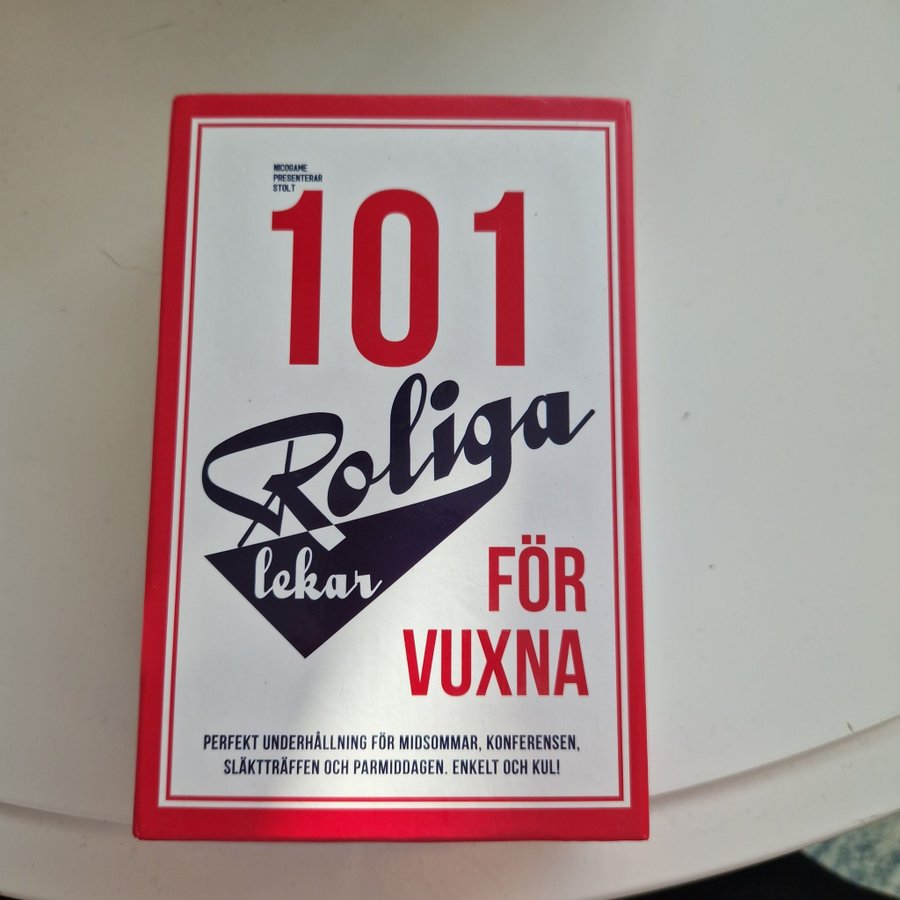 NICOGAME
PRESENTERAR
STOLT
101
Roliga
lekar
FÖR
VUXNA
PERFEKT UNDERHÅLLNING FÖR MIDSOMMAR, KONFERENSEN,
SLÄKTTRÄFFEN OCH PARMIDDAGEN. ENKELT OCH KUL!